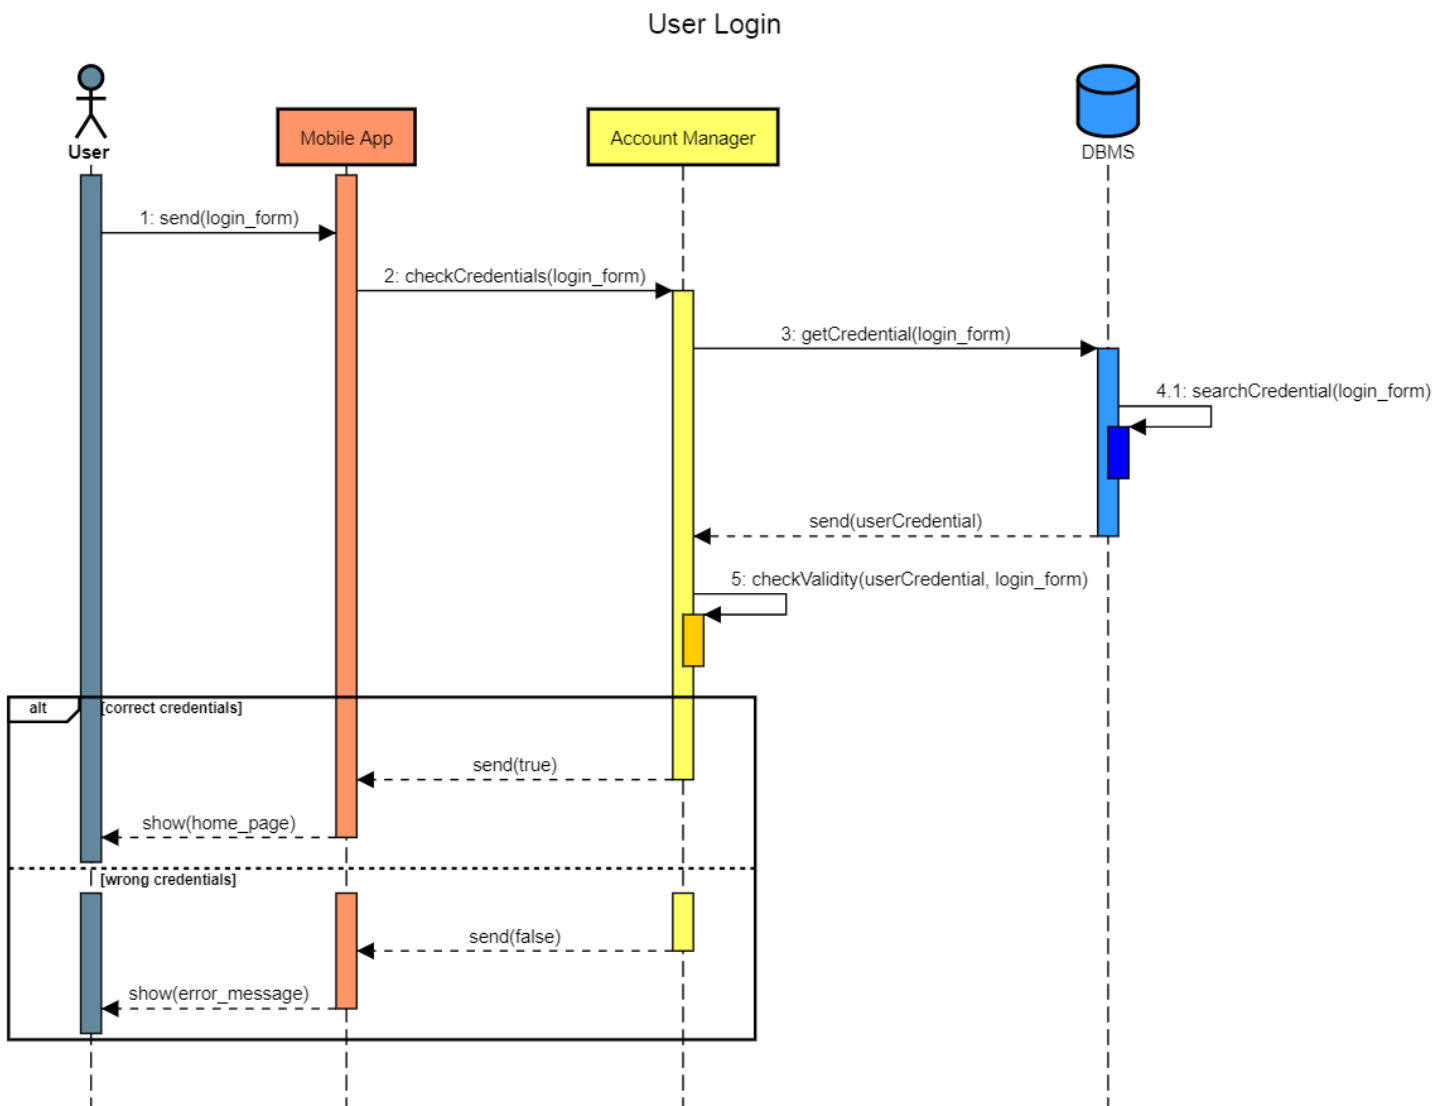 User Login
User
Mobile App
Account Manager
DBMS
1: send(login_form)
2: checkCredentials(login_form)
3: getCredential(login_form)
4.1: searchCredential(login_form)
send(userCredential)
5: checkValidity(userCredential, login_form)
alt
[correct credentials]
send(true)
show(home_page)
[wrong credentials]
send(false)
show(error_message)